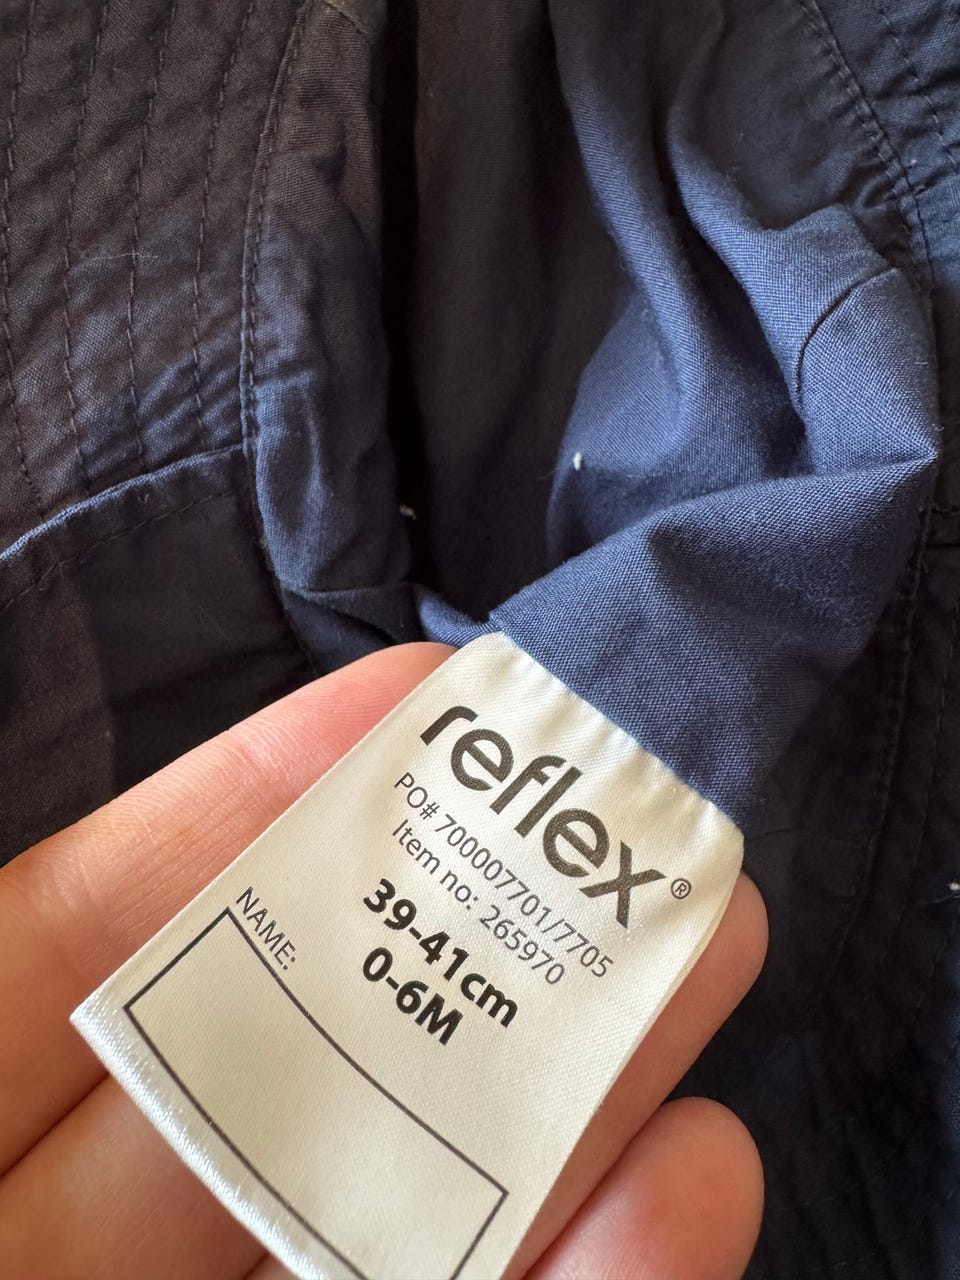 reflex®
PO# 700007701/7705
Item no: 265970
39-41cm
0-6M
NAME: